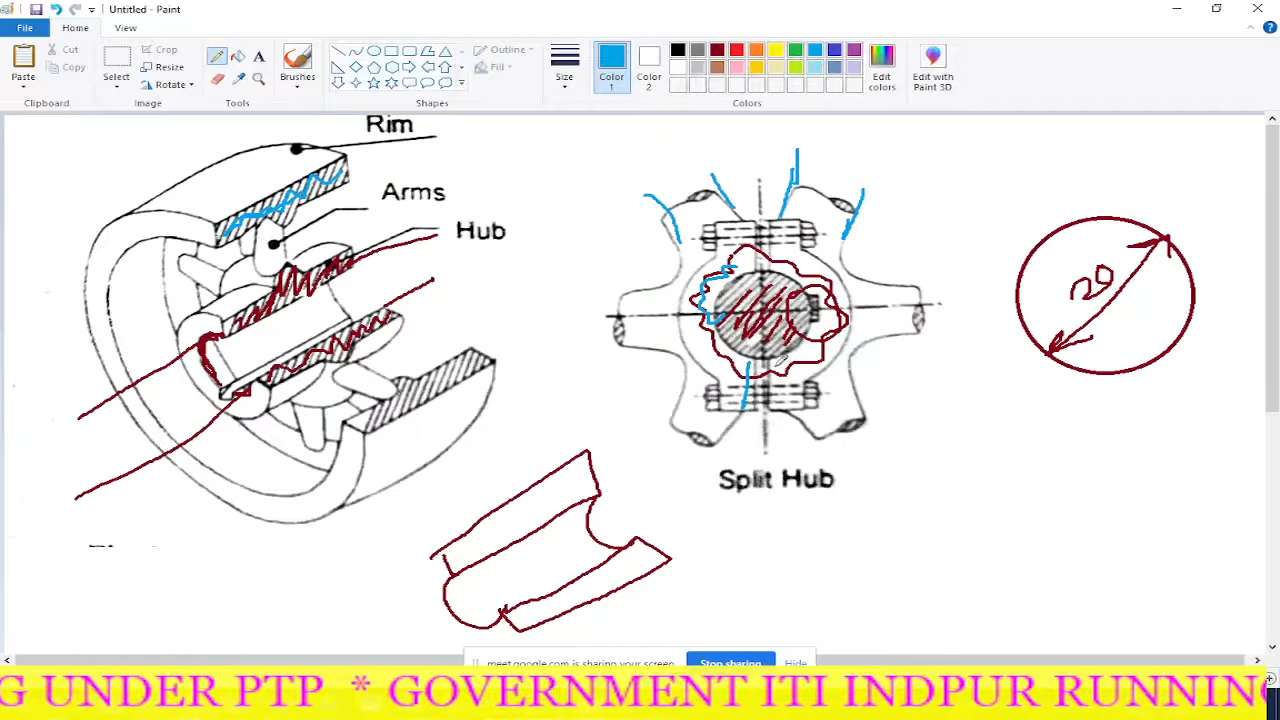 Untitled - Paint
File
Home
View
Paste
Cut
Copy
Clipboard
Select
Crop
Resize
Rotate
Image
Tools
Brushes
Shapes
Outline
Fill
Size
Color 1
Color 2
Colors
Edit colors
Edit with Paint 3D
Rim
Arms
Hub
Split Hub
20
meet.google.com is sharing your screen.
Stop sharing
Hide
G UNDER PTP * GOVERNMENT ITI INDPUR RUNNING